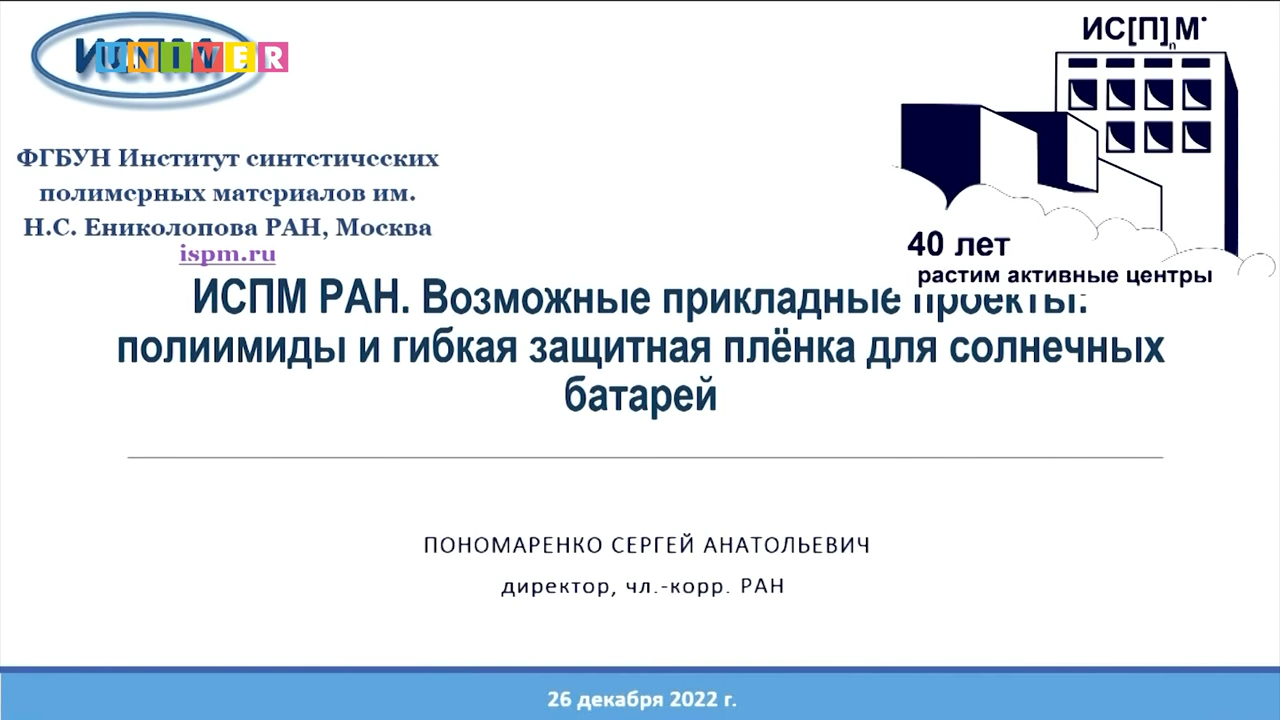 UNIVER
ИС[П]nМ•
ФГБУН Институт синтетических
полимерных материалов им.
Н.С. Ениколопова РАН, Москва
ispm.ru
40 лет
растим активные центры
ИСПМ РАН. Возможные прикладные проекты:
полиимиды и гибкая защитная плёнка для солнечных
батарей
ПОНОМАРЕНКО СЕРГЕЙ АНАТОЛЬЕВИЧ
директор, чл.-корр. РАН
26 декабря 2022 г.